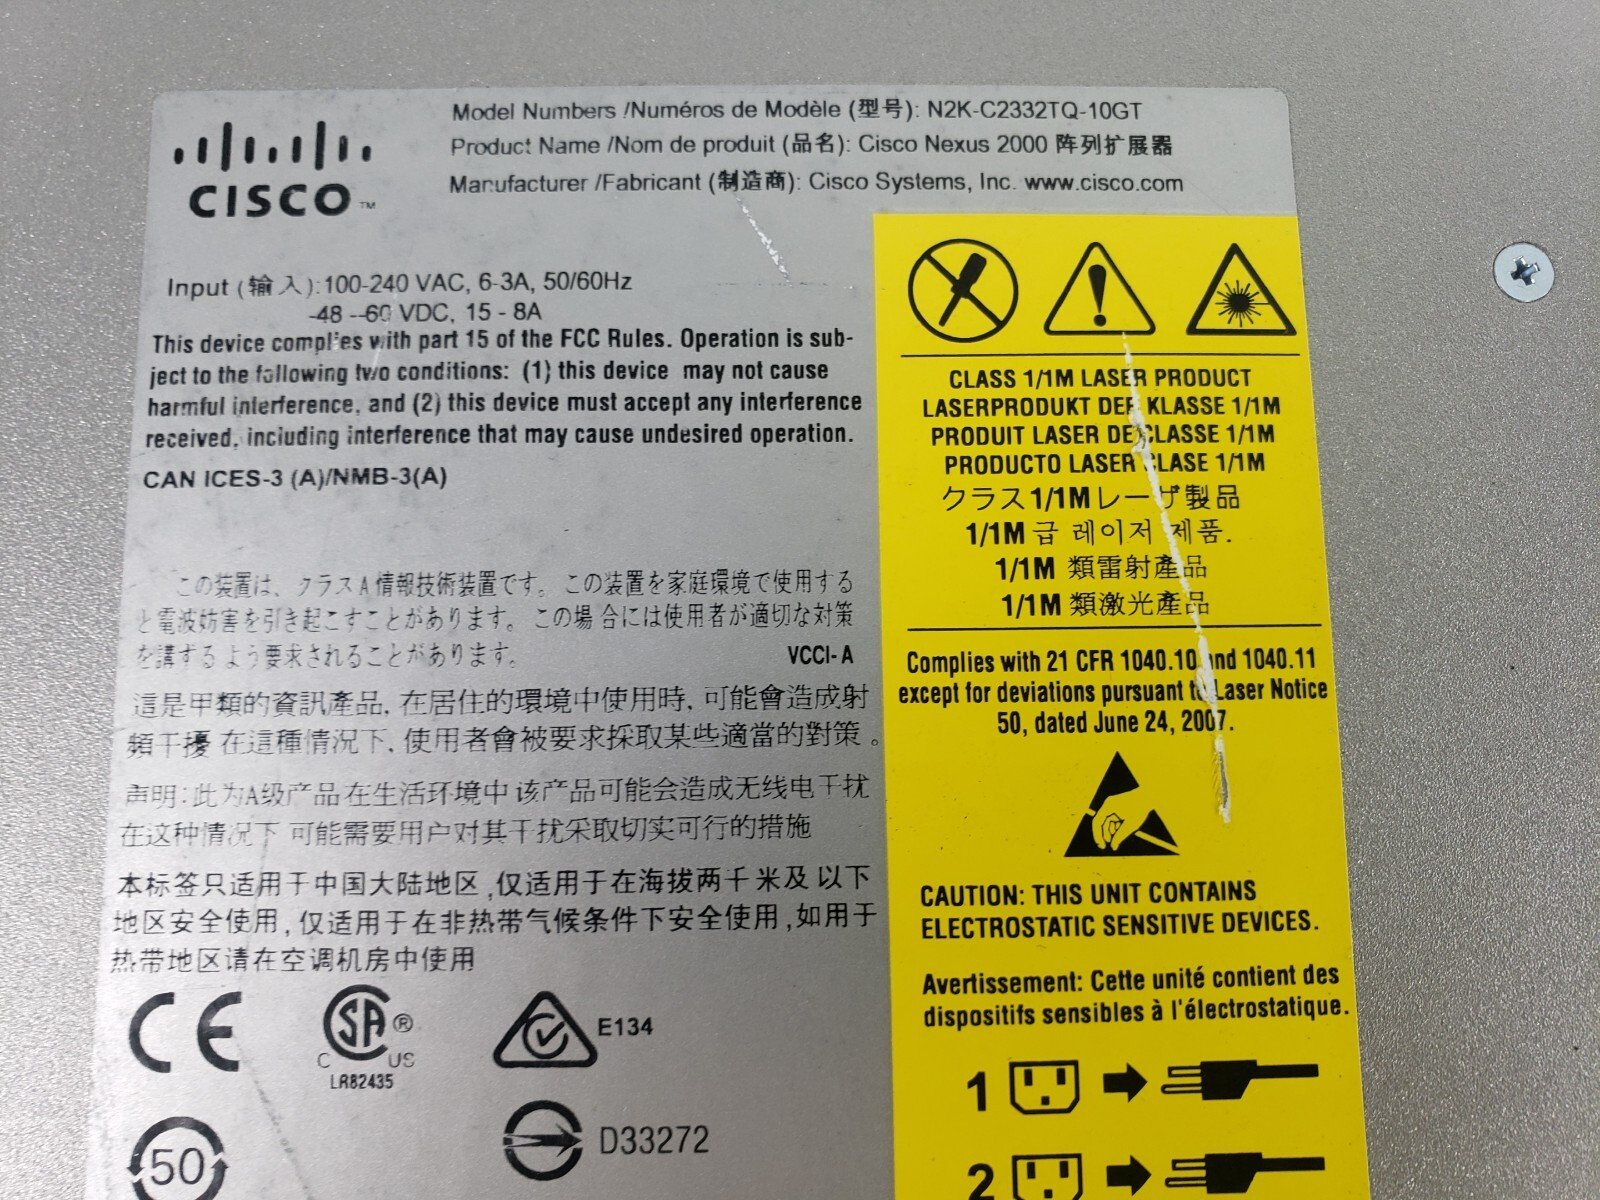 CISCO™
Model Numbers /Numéros de Modèle (型号): N2K-C2332TQ-10GT
Product Name /Nom de produit (品名): Cisco Nexus 2000 阵列扩展器
Manufacturer /Fabricant (制造商): Cisco Systems, Inc. www.cisco.com
Input (输入):100-240 VAC, 6-3A, 50/60Hz
-48 --60 VDC, 15 - 8A
This device complies with part 15 of the FCC Rules. Operation is sub-
ject to the following two conditions: (1) this device may not cause
harmful interference, and (2) this device must accept any interference
received, including interference that may cause undesired operation.
CAN ICES-3 (A)/NMB-3(A)
この装置は、クラスA情報技術装置です。この装置を家庭環境で使用する
と電波妨害を引き起こすことがあります。この場合には使用者が適切な対策
を講ずるよう要求されることがあります。
VCCI-A
這是甲類的資訊產品, 在居住的環境中使用時, 可能會造成射
頻干擾 在這種情況下, 使用者會被要求採取某些適當的對策。
声明: 此为A级产品 在生活环境中 该产品可能会造成无线电干扰
在这种情况下 可能需要用户对其干扰采取切实可行的措施
本标签只适用于中国大陆地区,仅适用于在海拔两千米及以下
地区安全使用,仅适用于在非热带气候条件下安全使用,如用于
热带地区请在空调机房中使用
CE
SA®
C US
LR82435
E134
50
D33272
CLASS 1/1M LASER PRODUCT
LASERPRODUKT DER KLASSE 1/1M
PRODUIT LASER DE CLASSE 1/1M
PRODUCTO LASER CLASE 1/1M
クラス1/1Mレーザ製品
1/1M 급 레이저 제품.
1/1M 類雷射產品
1/1M 類激光產品
Complies with 21 CFR 1040.10 and 1040.11
except for deviations pursuant to Laser Notice
50, dated June 24, 2007.
CAUTION: THIS UNIT CONTAINS
ELECTROSTATIC SENSITIVE DEVICES.
Avertissement: Cette unité contient des
dispositifs sensibles à l'électrostatique.
1
2